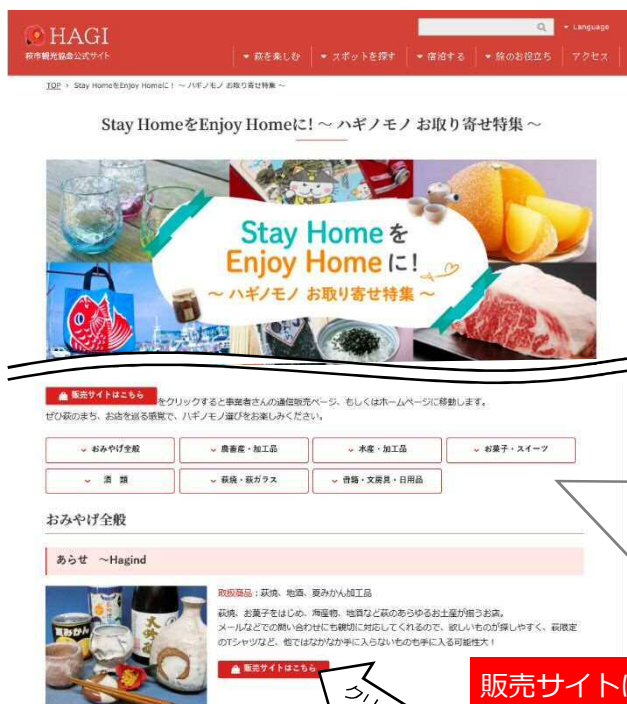 HAGI
萩市観光協会公式サイト
Language
萩を楽しむ
スポットを探す
宿泊する
旅のお役立ち
アクセス
TOP › Stay HomeをEnjoy Homeに! ~ ハギノモノ お取り寄せ特集 ~
Stay HomeをEnjoy Homeに! ~ ハギノモノ お取り寄せ特集 ~
Stay Homeを
Enjoy Homeに!
~ ハギノモノ お取り寄せ特集 ~
販売サイトはこちら をクリックすると事業者さんの通信販売ページ、もしくはホームページに移動します。
ぜひ萩のまち、お店を巡る感覚で、ハギノモノ選びをお楽しみください。
おみやげ全般
農畜産・加工品
水産・加工品
お菓子・スイーツ
酒 類
萩焼・萩ガラス
書籍・文房具・日用品
おみやげ全般
あらせ ~Hagind
取扱商品:萩焼、地酒、夏みかん加工品
萩焼、お菓子をはじめ、海産物、地酒など萩のあらゆるお土産が揃うお店。
メールなどでの問い合わせにも親切に対応してくれるので、欲しいものが探しやすく、萩限定
のTシャツなど、他ではなかなか手に入らないものも手に入る可能性大!
夏みかん
大吟醸
販売サイトはこちら
クリ
販売サイトは